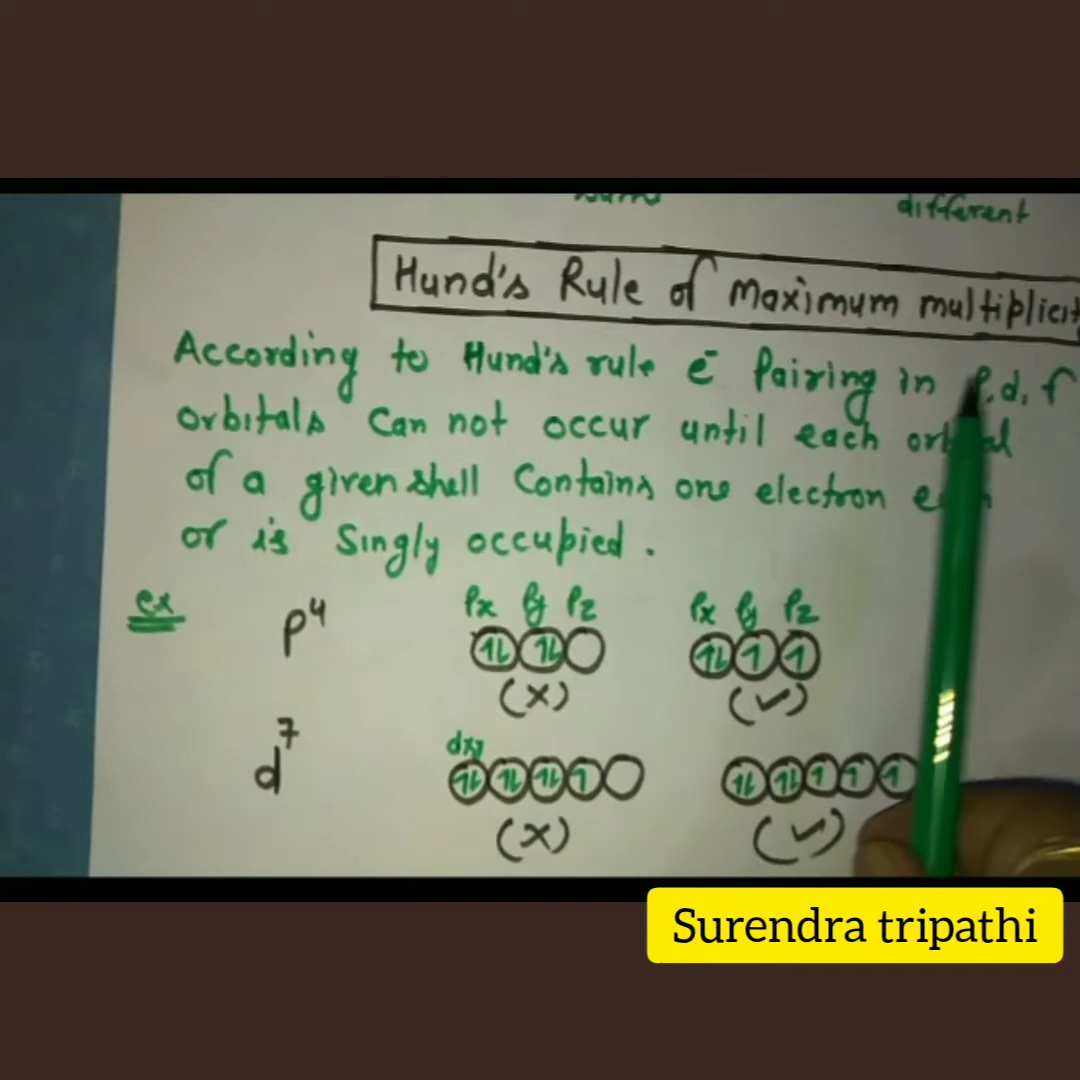 different
Hund's Rule of Maximum multiplicit
According to Hund's rule e⁻ Pairing in P,d, f
orbitals Can not occur until each orbital
of a given shell Contains one electron each
or is Singly occupied .
ex
Px Py Pz Px Py Pz
p⁴ ⥮ ⥮ ⥮ ↿ ↿
(×) (✓)
dxy
d⁷ ⥮ ⥮ ⥮ ↿ ⥮ ⥮ ↿ ↿ ↿
(×) (✓)
Surendra tripathi